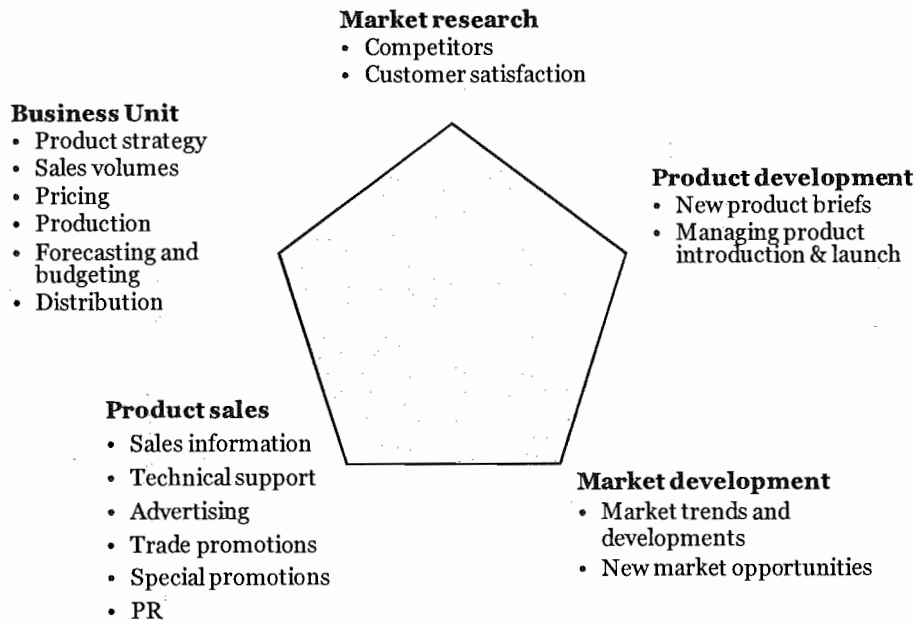 Market research
• Competitors
• Customer satisfaction
Business Unit
• Product strategy
• Sales volumes
• Pricing
• Production
• Forecasting and
budgeting
• Distribution
Product development
• New product briefs
• Managing product
introduction & launch
Product sales
• Sales information
• Technical support
• Advertising
• Trade promotions
• Special promotions
• PR
Market development
• Market trends and
developments
• New market opportunities